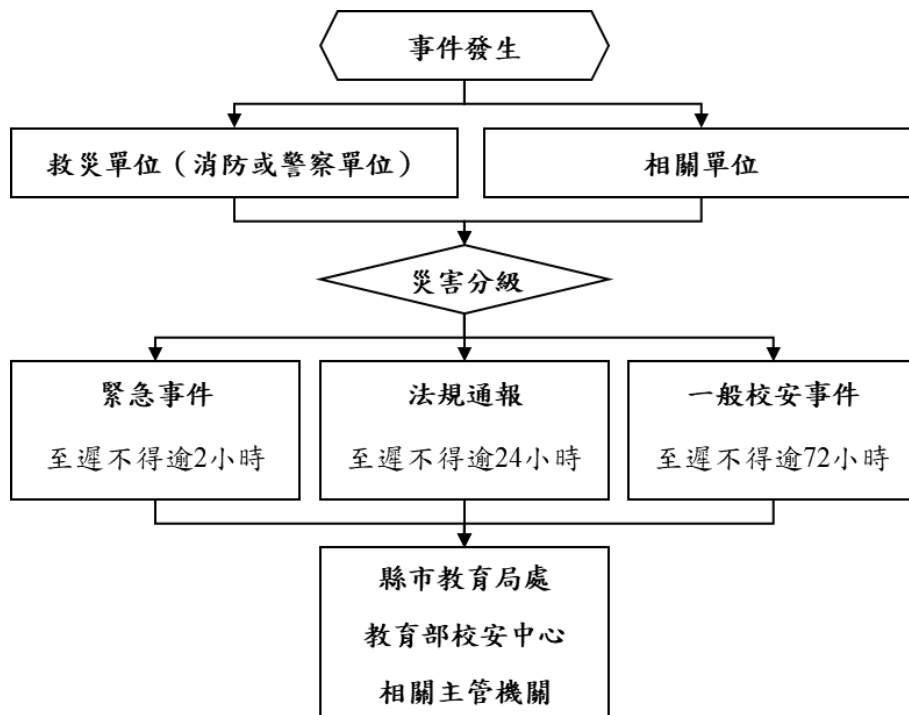 事件發生
救災單位（消防或警察單位）
相關單位
災害分級
緊急事件
至遲不得逾2小時
法規通報
至遲不得逾24小時
一般校安事件
至遲不得逾72小時
縣市教育局處
教育部校安中心
相關主管機關